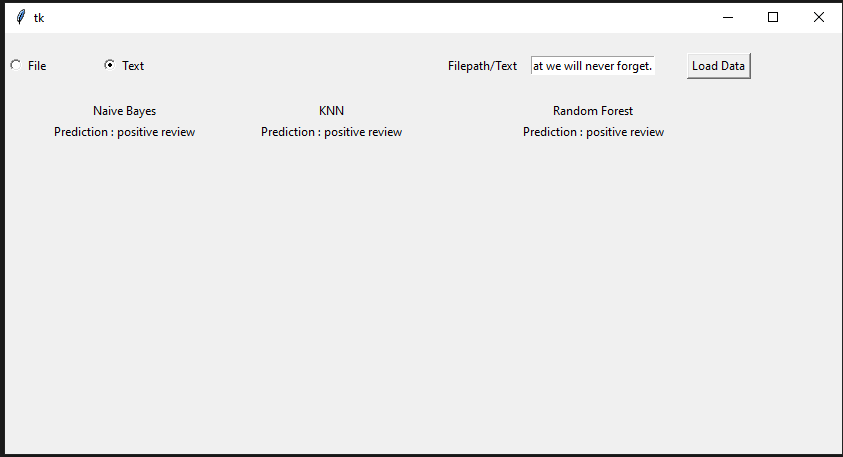 tk
File Text Filepath/Text at we will never forget. Load Data
Naive Bayes KNN Random Forest
Prediction : positive review Prediction : positive review Prediction : positive review